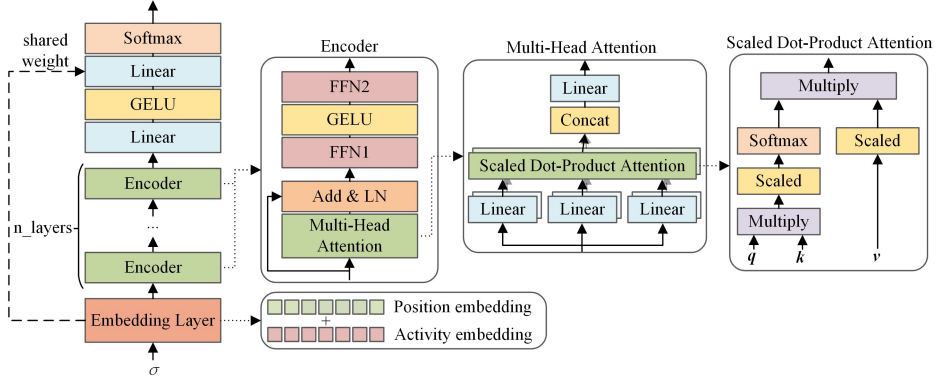 shared
weight
Softmax
Linear
GELU
Linear
Encoder
...
Encoder
n_layers
Embedding Layer
σ
Encoder
FFN2
GELU
FFN1
Add & LN
Multi-Head
Attention
Position embedding
+
Activity embedding
Multi-Head Attention
Linear
Concat
Scaled Dot-Product Attention
Linear
Linear
Linear
Scaled Dot-Product Attention
Multiply
Softmax
Scaled
Scaled
Multiply
q
k
v